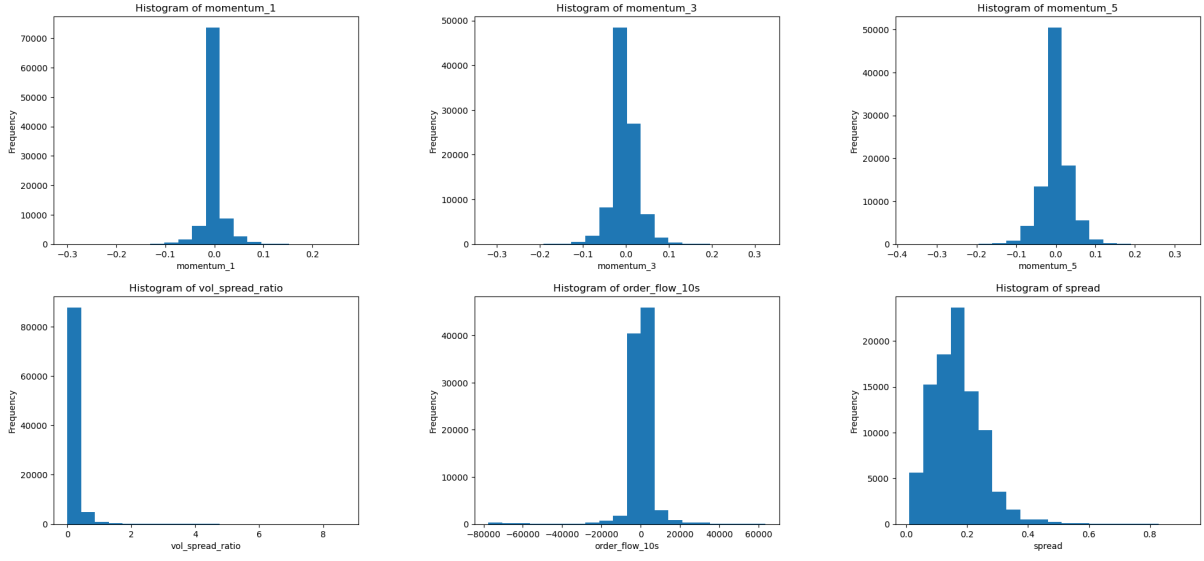 Histogram of momentum_1
Frequency
70000
60000
50000
40000
30000
20000
10000
0
−0.3 −0.2 −0.1 0.0 0.1 0.2
momentum_1
Histogram of momentum_3
Frequency
50000
40000
30000
20000
10000
0
−0.3 −0.2 −0.1 0.0 0.1 0.2 0.3
momentum_3
Histogram of momentum_5
Frequency
50000
40000
30000
20000
10000
0
−0.4 −0.3 −0.2 −0.1 0.0 0.1 0.2 0.3
momentum_5
Histogram of vol_spread_ratio
Frequency
80000
60000
40000
20000
0
0 2 4 6 8
vol_spread_ratio
Histogram of order_flow_10s
Frequency
40000
30000
20000
10000
0
−80000 −60000 −40000 −20000 0 20000 40000 60000
order_flow_10s
Histogram of spread
Frequency
20000
15000
10000
5000
0
0.0 0.2 0.4 0.6 0.8
spread